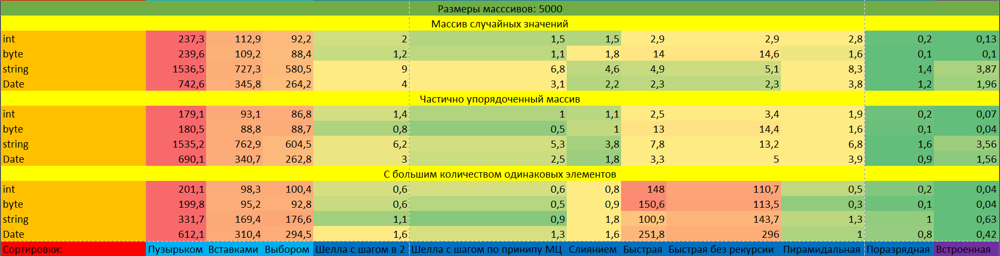 Размеры масссивов: 5000
Массив случайных значений
int 237,3 112,9 92,2 2 1,5 1,5 2,9 2,9 2,8 0,2 0,13
byte 239,6 109,2 88,4 1,2 1,1 1,8 14 14,6 1,6 0,1 0,1
string 1536,5 727,3 580,5 9 6,8 4,6 4,9 5,1 8,3 1,4 3,87
Date 742,6 345,8 264,2 4 3,1 2,2 2,3 2,3 3,8 1,2 1,96
Частично упорядоченный массив
int 179,1 93,1 86,8 1,4 1 1,1 2,5 3,4 1,9 0,2 0,07
byte 180,5 88,8 88,7 0,8 0,5 1 13 14,4 1,6 0,1 0,04
string 1535,2 762,9 604,5 6,2 5,3 3,8 7,8 13,2 6,8 1,6 3,56
Date 690,1 340,7 262,8 3 2,5 1,8 3,3 5 3,9 0,9 1,56
С большим количеством одинаковых элементов
int 201,1 98,3 100,4 0,6 0,6 0,8 148 110,7 0,5 0,2 0,04
byte 199,8 95,2 92,8 0,6 0,5 0,9 150,6 113,5 0,3 0,1 0,04
string 331,7 169,4 176,6 1,1 0,9 1,8 100,9 143,7 1,3 1 0,63
Date 612,1 310,4 294,5 1,6 1,3 1,6 251,8 296 1 0,8 0,42
Сортировки: Пузырьком Вставками Выбором Шелла с шагом в 2 Шелла с шагом по принипу МЦ Слиянием Быстрая Быстрая без рекурсии Пирамидальная Поразрядная Встроенная